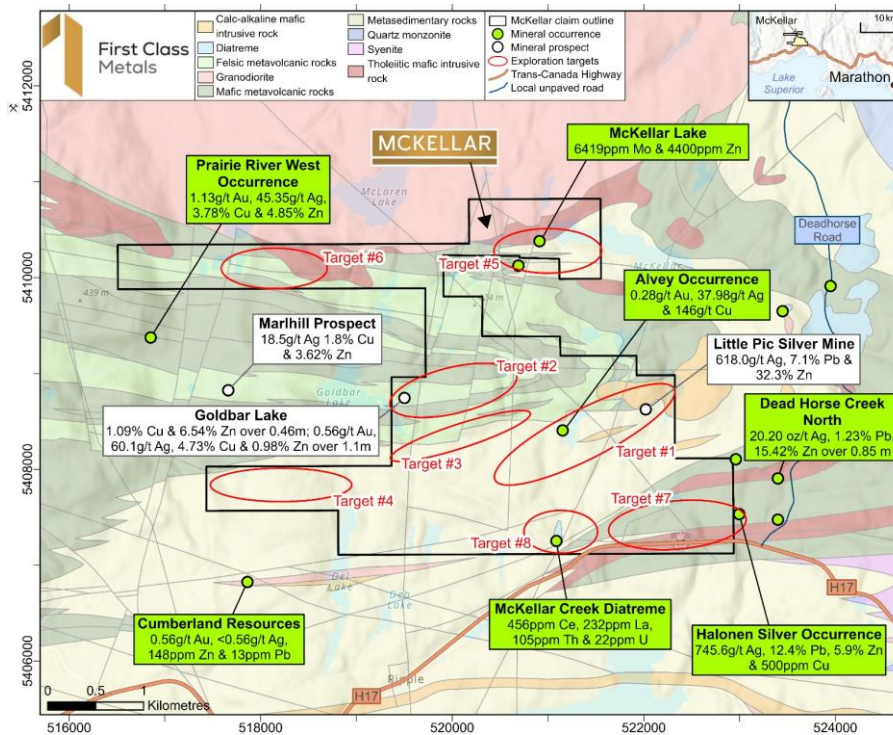 First Class
Metals
Calc-alkaline mafic
intrusive rock
Diatreme
Felsic metavolcanic rocks
Granodiorite
Mafic metavolcanic rocks
Metasedimentary rocks
Quartz monzonite
Syenite
Tholeiitic mafic intrusive
rock
McKellar claim outline
Mineral occurrence
Mineral prospect
Exploration targets
Trans-Canada Highway
Local unpaved road
McKellar
10 km
Lake
Superior
Marathon
5412000
5410000
5408000
5406000
MCKELLAR
McKellar Lake
6419ppm Mo & 4400ppm Zn
Prairie River West
Occurrence
1.13g/t Au, 45.35g/t Ag,
3.78% Cu & 4.85% Zn
McLaren
Lake
Deadhorse
Road
Target #6
Target #5
McKellar
439 m
Alvey Occurrence
0.28g/t Au, 37.98g/t Ag
& 146g/t Cu
Marlhill Prospect
18.5g/t Ag 1.8% Cu
& 3.62% Zn
Little Pic Silver Mine
618.0g/t Ag, 7.1% Pb &
32.3% Zn
Target #2
Goldbar
Lake
Goldbar Lake
1.09% Cu & 6.54% Zn over 0.46m; 0.56g/t Au,
60.1g/t Ag, 4.73% Cu & 0.98% Zn over 1.1m
Dead Horse Creek
North
20.20 oz/t Ag, 1.23% Pb,
15.42% Zn over 0.85 m
Target #3
Target #1
Target #4
Target #7
Target #8
H17
Lake
Cumberland Resources
0.56g/t Au, <0.56g/t Ag,
148ppm Zn & 13ppm Pb
McKellar Creek Diatreme
456ppm Ce, 232ppm La,
105ppm Th & 22ppm U
Halonen Silver Occurrence
745.6g/t Ag, 12.4% Pb, 5.9% Zn
& 500ppm Cu
H17
0 0.5 1
Kilometres
516000 518000 520000 522000 524000